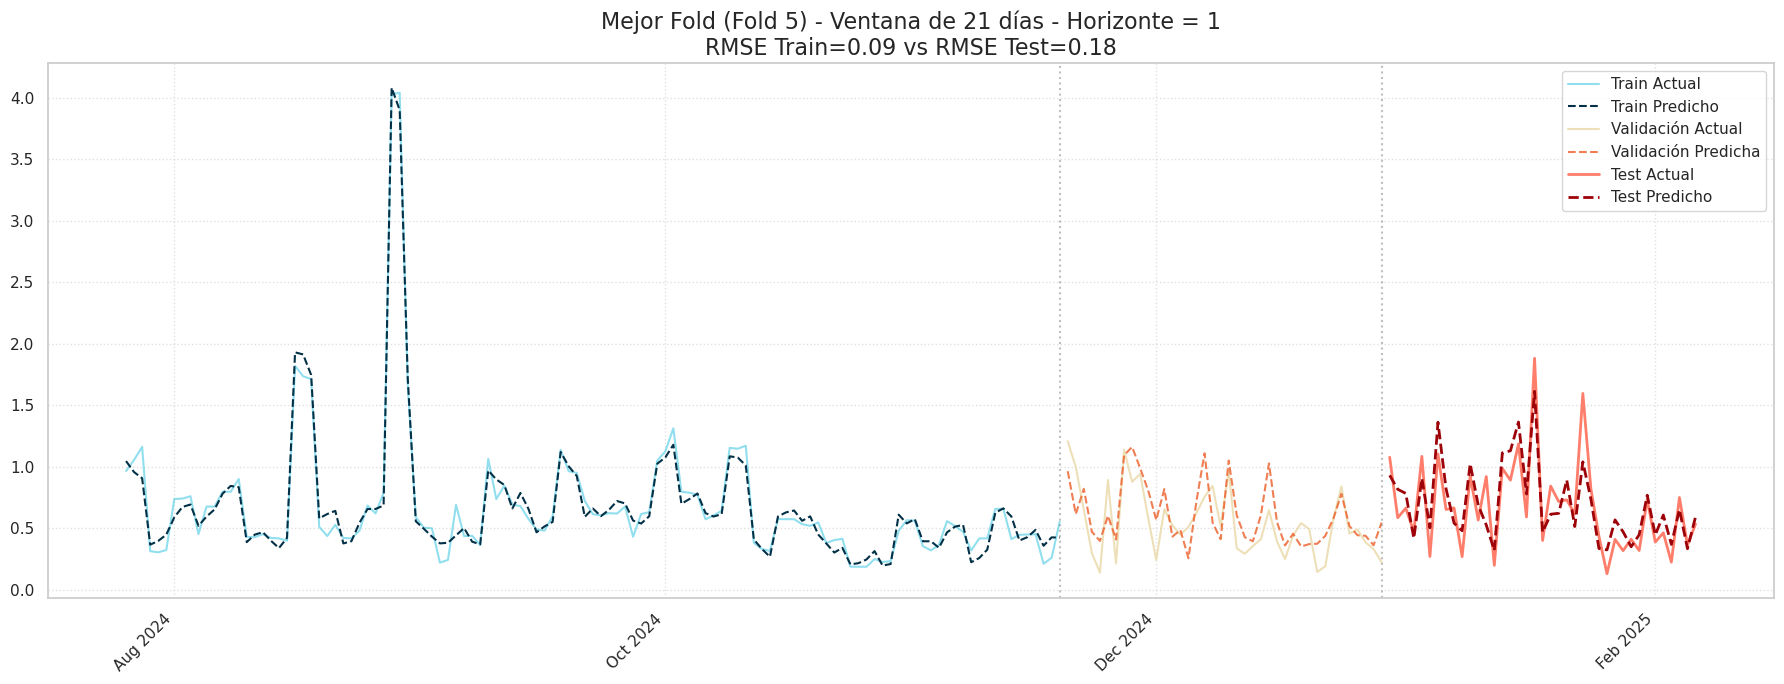 Mejor Fold (Fold 5) - Ventana de 21 días - Horizonte = 1
RMSE Train=0.09 vs RMSE Test=0.18
Train Actual
Train Predicho
Validación Actual
Validación Predicha
Test Actual
Test Predicho
4.0
3.5
3.0
2.5
2.0
1.5
1.0
0.5
0.0
Aug 2024
Oct 2024
Dec 2024
Feb 2025